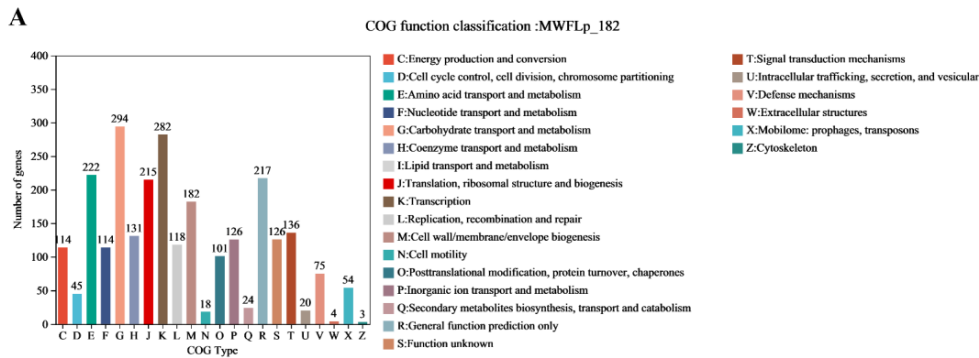 A
COG function classification :MWFLp_182
400
350
300
250
200
150
100
50
0
Number of genes
114
45
222
114
294
131
215
282
118
182
18
101
126
24
217
126
136
20
75
4
54
3
C D E F G H J K L M N O P Q R S T U V W X Z
COG Type
C:Energy production and conversion
D:Cell cycle control, cell division, chromosome partitioning
E:Amino acid transport and metabolism
F:Nucleotide transport and metabolism
G:Carbohydrate transport and metabolism
H:Coenzyme transport and metabolism
I:Lipid transport and metabolism
J:Translation, ribosomal structure and biogenesis
K:Transcription
L:Replication, recombination and repair
M:Cell wall/membrane/envelope biogenesis
N:Cell motility
O:Posttranslational modification, protein turnover, chaperones
P:Inorganic ion transport and metabolism
Q:Secondary metabolites biosynthesis, transport and catabolism
R:General function prediction only
S:Function unknown
T:Signal transduction mechanisms
U:Intracellular trafficking, secretion, and vesicular
V:Defense mechanisms
W:Extracellular structures
X:Mobilome: prophages, transposons
Z:Cytoskeleton